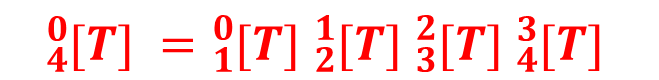 ⁰₄[T] = ⁰₁[T] ¹₂[T] ²₃[T] ³₄[T]